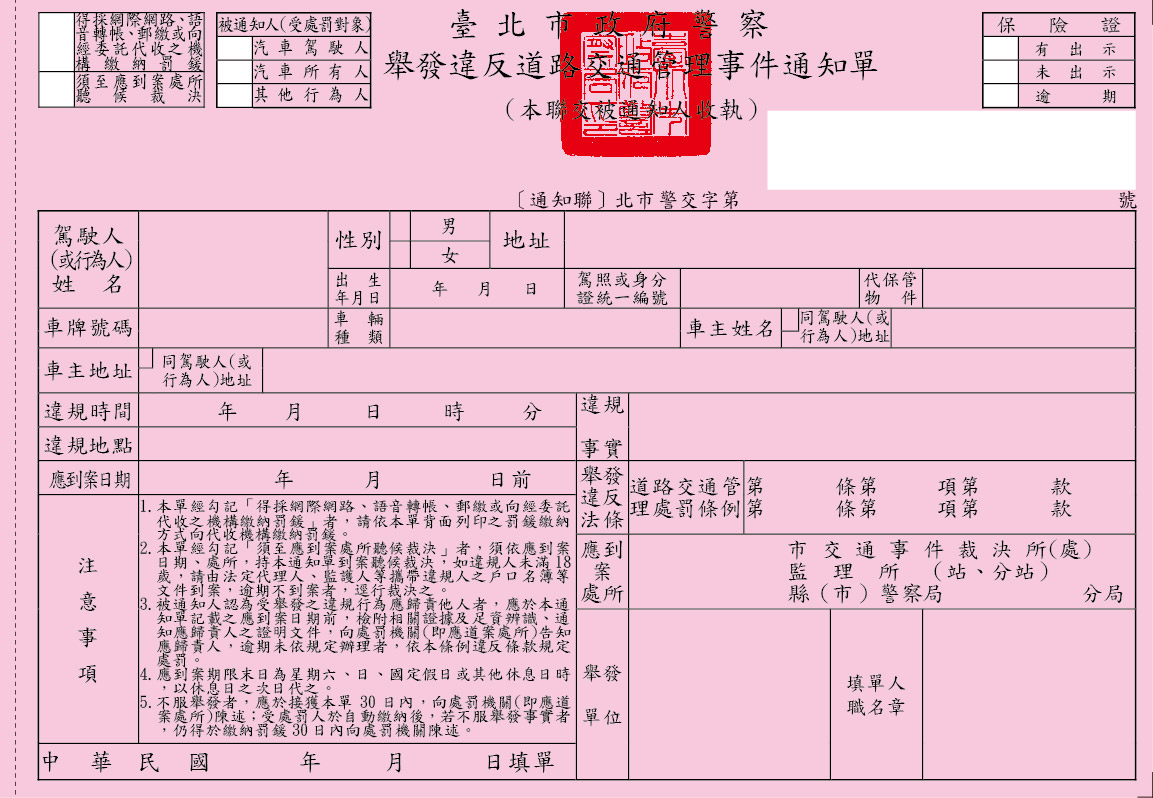 得採網際網路、語
音轉帳、郵繳或向
經委託代收之機
構繳納罰鍰
須至應到案處所
聽候裁決
被通知人(受處罰對象)
汽車駕駛人
汽車所有人
其他行為人
臺北市政府警察
舉發違反道路交通管理事件通知單
(本聯交被通知人收執)
保險證
有出示
未出示
逾期
〔通知聯〕北市警交字第 號
駕駛人
(或行為人)
姓名
性別
男
女
地址
出生
年月日
年 月 日
駕照或身分
證統一編號
代保管
物件
車牌號碼
車輛
種類
車主姓名
同駕駛人(或
行為人)地址
車主地址
同駕駛人(或
行為人)地址
違規時間
年 月 日 時 分
違規
事實
違規地點
應到案日期
年 月 日前
舉發
違反
法條
道路交通管
理處罰條例
第 條第 項第 款
第 條第 項第 款
注意事項
1. 本單經勾記「得採網際網路、語音轉帳、郵繳或向經委託
代收之機構繳納罰鍰」者,請依本單背面列印之罰鍰繳納
方式向代收機構繳納罰鍰。
2. 本單經勾記「須至應到案處所聽候裁決」者,須依應到案
日期、處所,持本通知單到案聽候裁決,如違規人未滿18
歲,請由法定代理人、監護人等攜帶違規人之戶口名簿等
文件到案,逾期不到案者,逕行裁決之。
3. 被通知人認為受舉發之違規行為應歸責他人者,應於本通
知單記載之應到案日期前,檢附相關證據及足資辨識、通
知應歸責人之證明文件,向處罰機關(即應道案處所)告知
應歸責人,逾期未依規定辦理者,依本條例違反條款規定
處罰。
4. 應到案期限末日為星期六、日、國定假日或其他休息日時
,以休息日之次日代之。
5. 不服舉發者,應於接獲本單 30 日內,向處罰機關(即應道
案處所)陳述;受處罰人於自動繳納後,若不服舉發事實者
,仍得於繳納罰鍰 30 日內向處罰機關陳述。
應到
案
處所
市交通事件裁決所(處)
監理所 (站、分站)
縣(市)警察局 分局
舉發
單位
填單人
職名章
中華民國 年 月 日填單